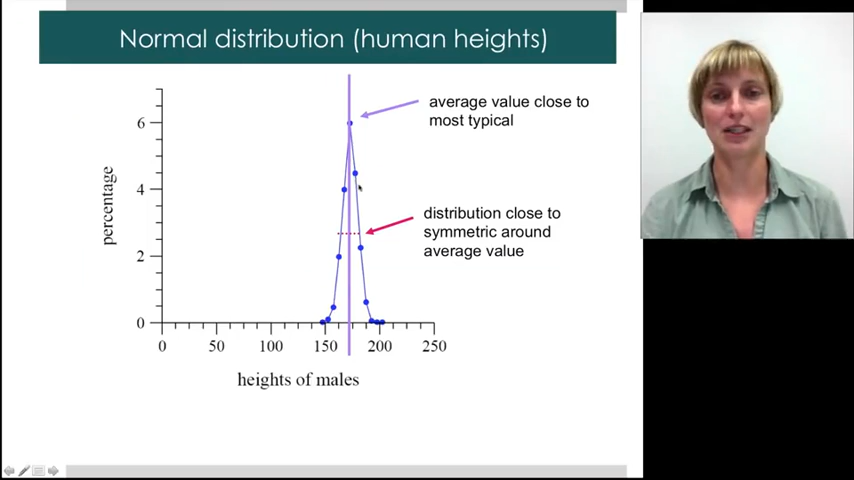 Normal distribution (human heights)
average value close to
most typical
distribution close to
symmetric around
average value
percentage
6
4
2
0
0
50
100
150
200
250
heights of males